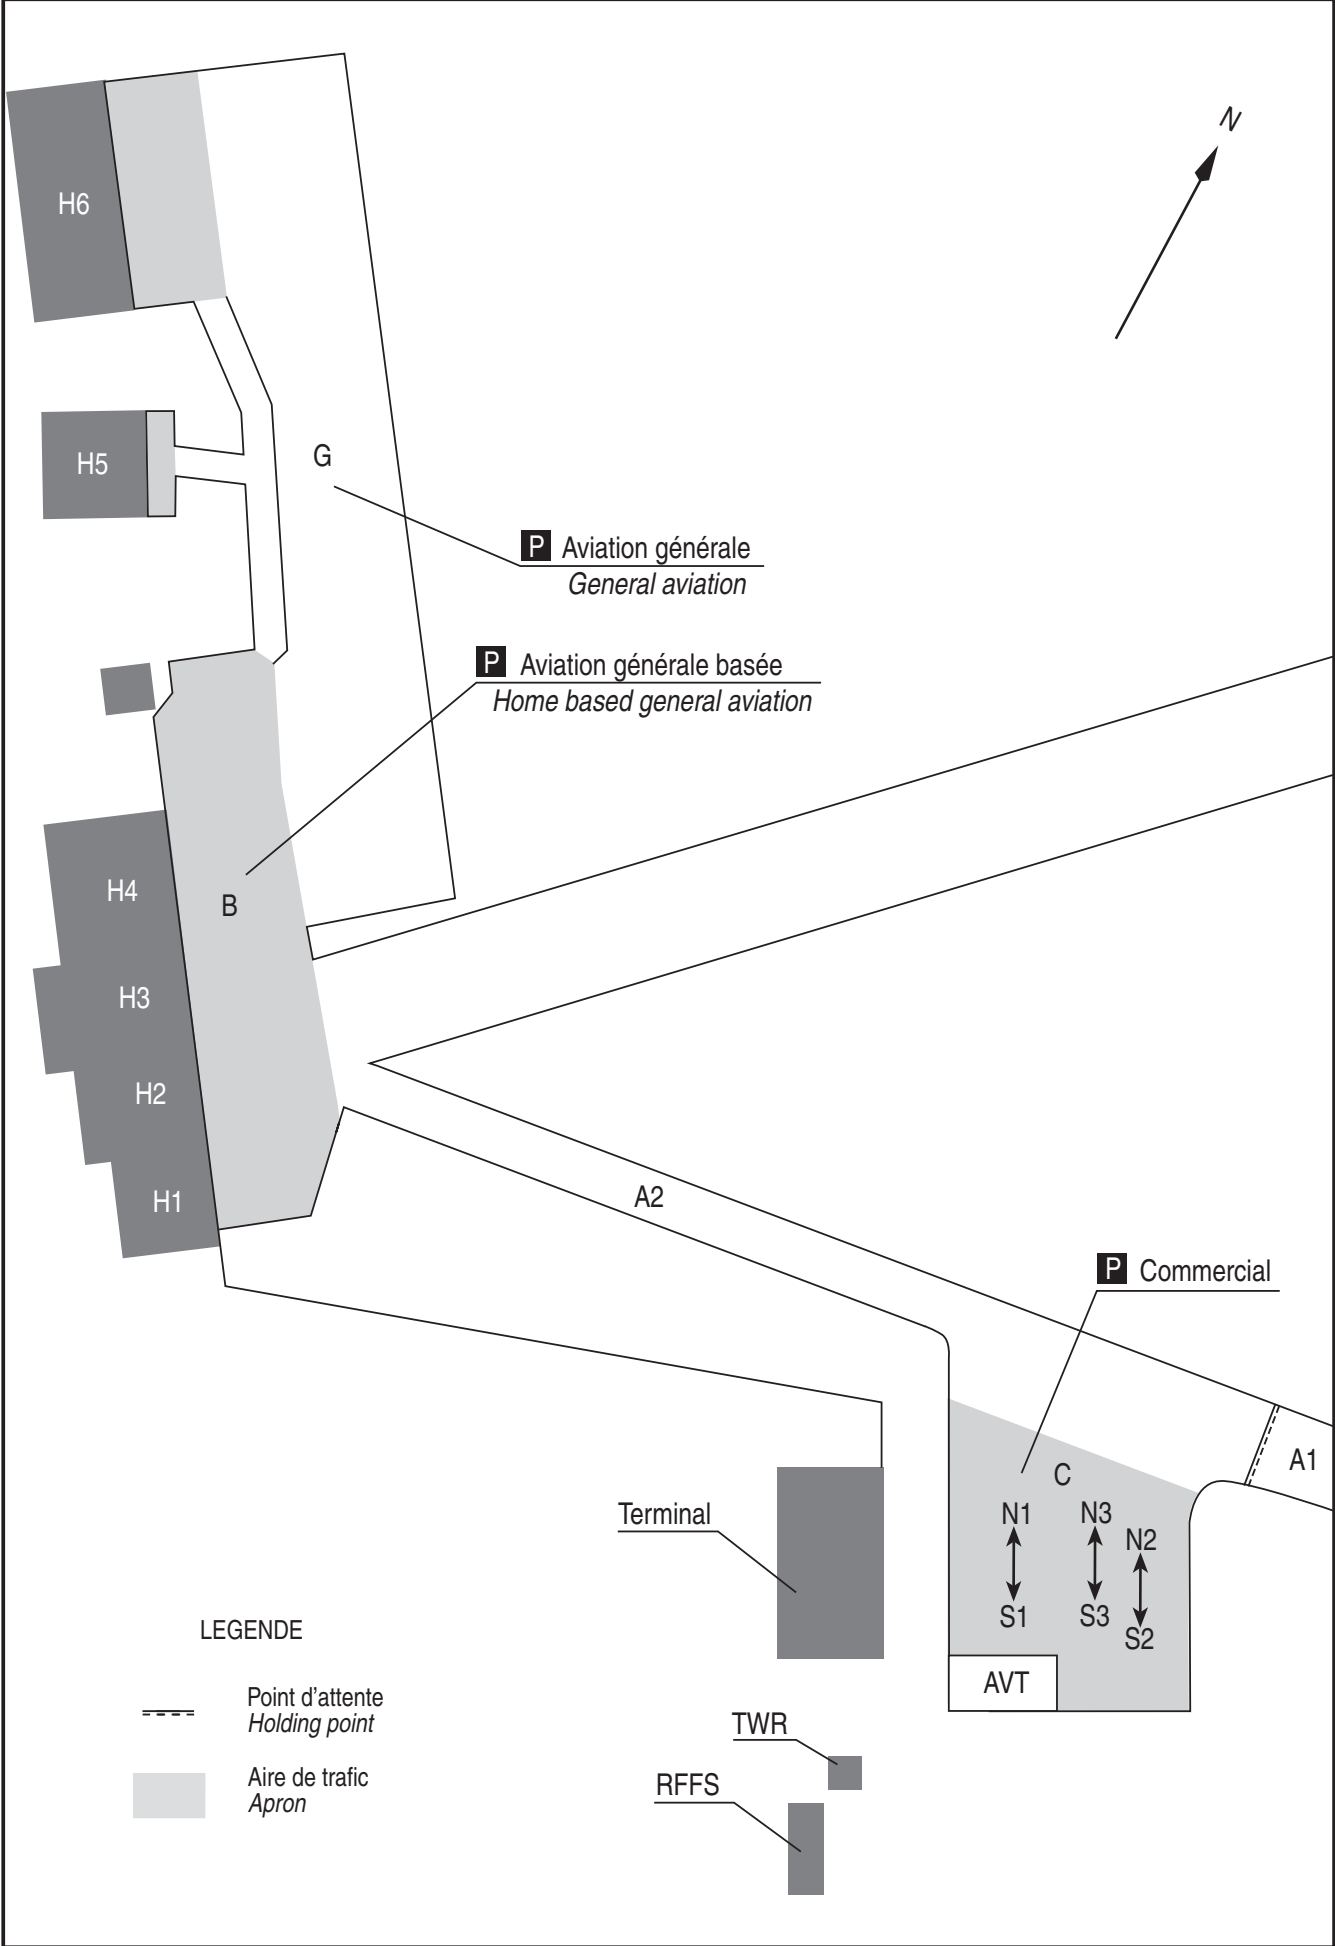 N
H6
H5
G
P Aviation générale
General aviation
P Aviation générale basée
Home based general aviation
H4
B
H3
H2
H1
A2
P Commercial
A1
C
N1
N3
N2
S1
S3
S2
AVT
Terminal
TWR
RFFS
LEGENDE
Point d'attente
Holding point
Aire de trafic
Apron